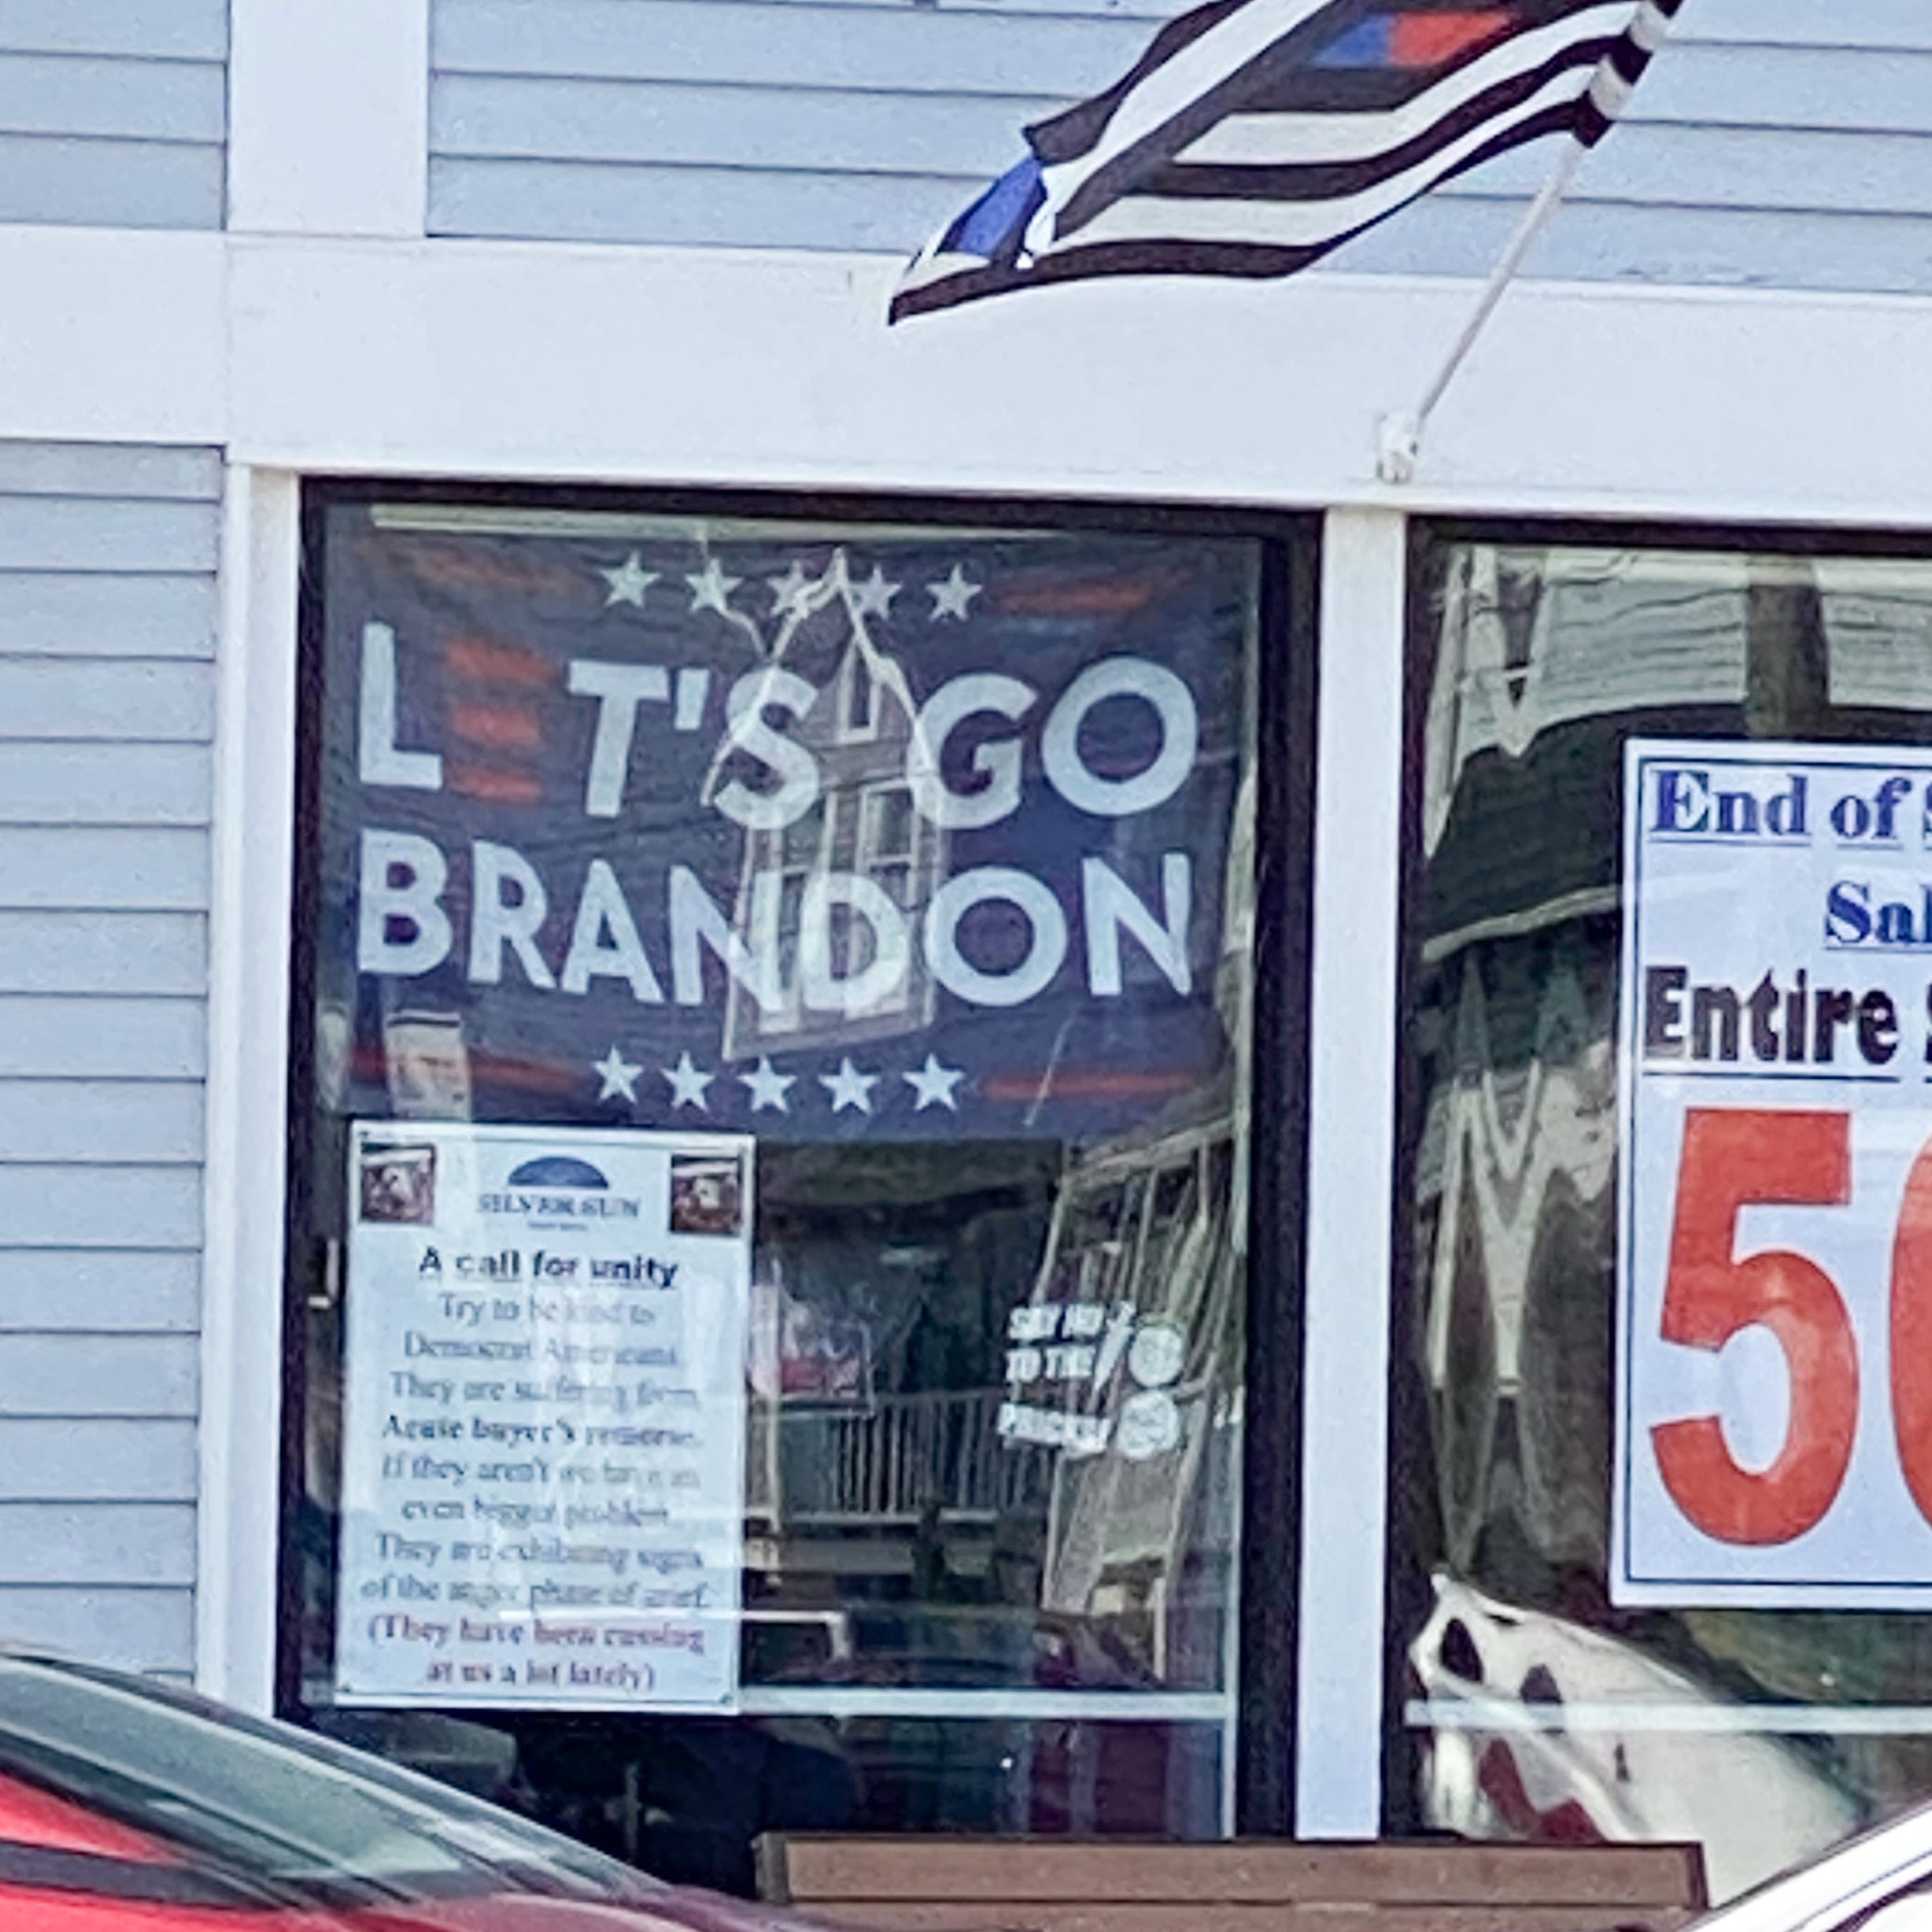 LET'S GO
BRANDON
SILVER SUN
A call for unity
Try to be kind to
Democrat Americans
They are suffering from
Acute buyer's remorse.
If they aren't we have an
even bigger problem.
They are exhibiting signs
of the anger phase of grief.
(They have been cussing
at us a lot lately)
SAY NO
TO THE
PRICK!
End of
Sal
Entire
50